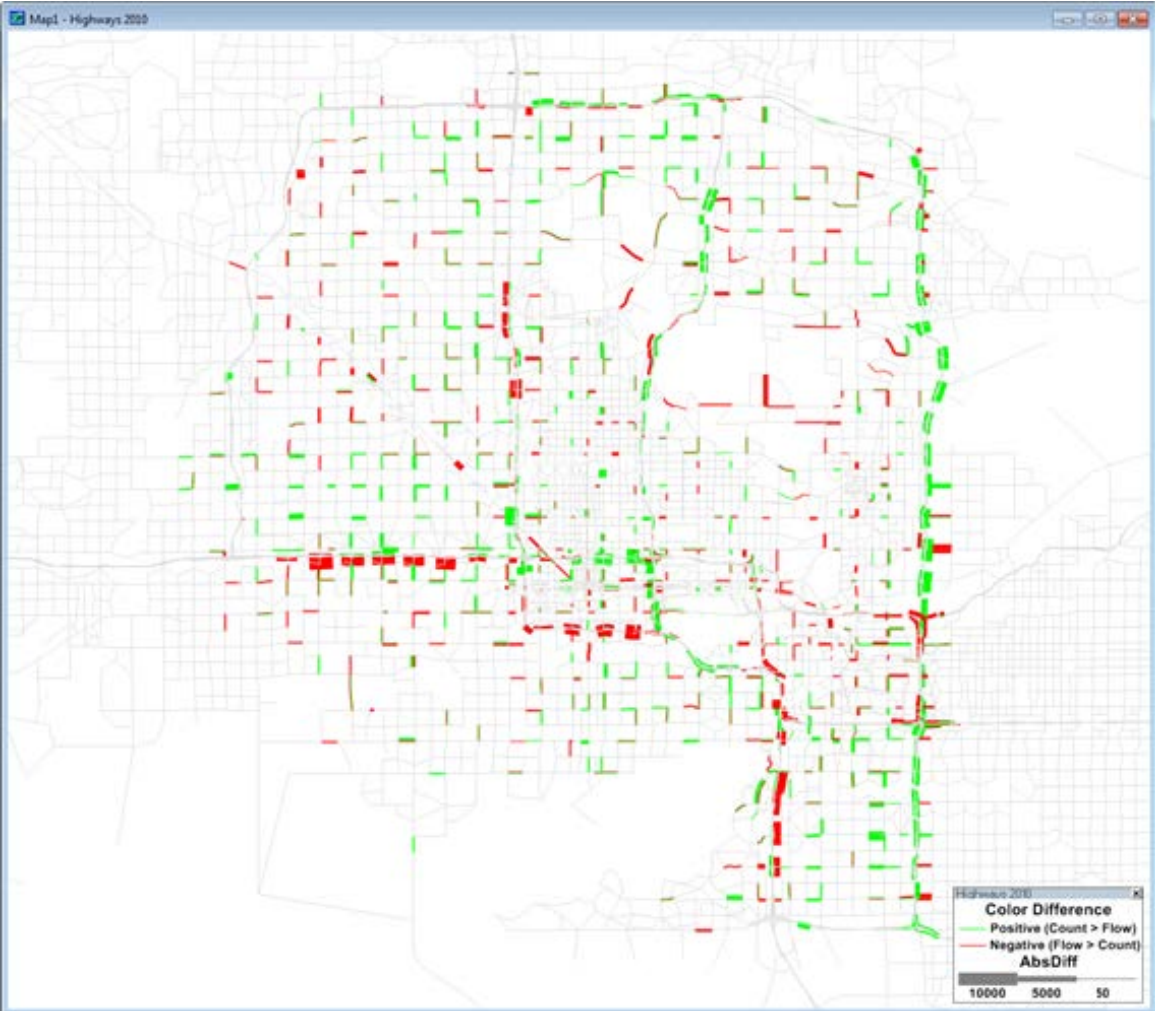 Map1 - Highways 2010
Highways 2010
Color Difference
Positive (Count > Flow)
Negative (Flow > Count)
AbsDiff
10000 5000 50